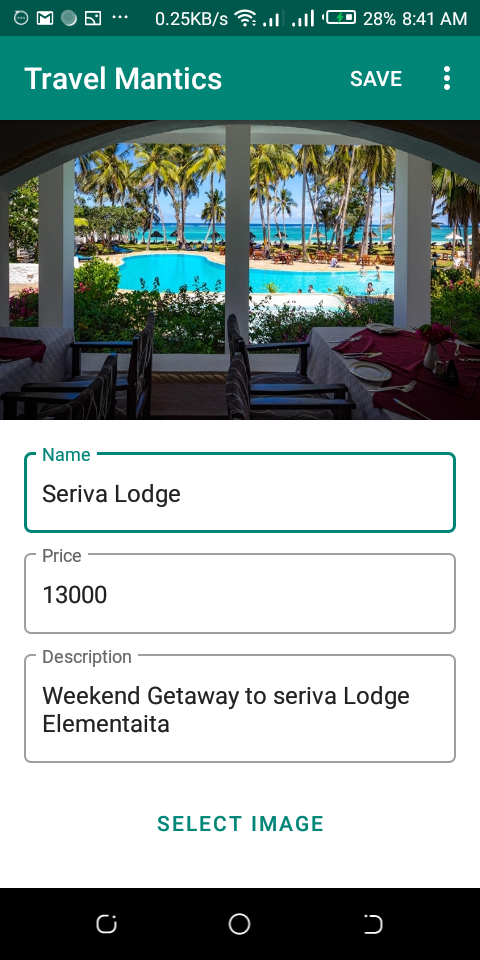 0.25KB/s 28% 8:41 AM
Travel Mantics SAVE
Name
Seriva Lodge
Price
13000
Description
Weekend Getaway to seriva Lodge
Elementaita
SELECT IMAGE